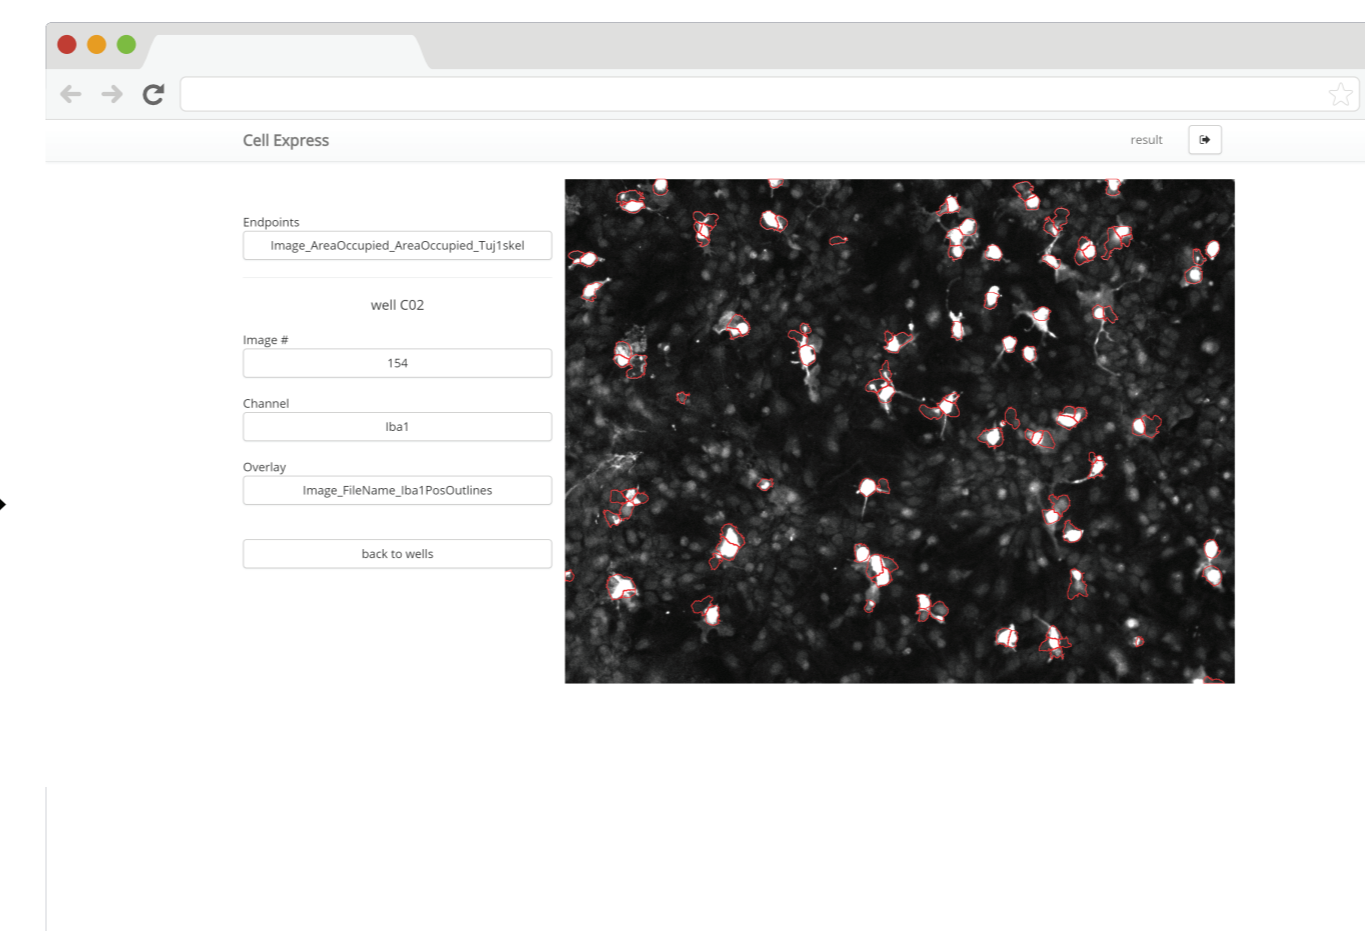 Cell Express
result
Endpoints
Image_AreaOccupied_AreaOccupied_Tuj1skel
well C02
Image #
154
Channel
Iba1
Overlay
Image_FileName_Iba1PosOutlines
back to wells